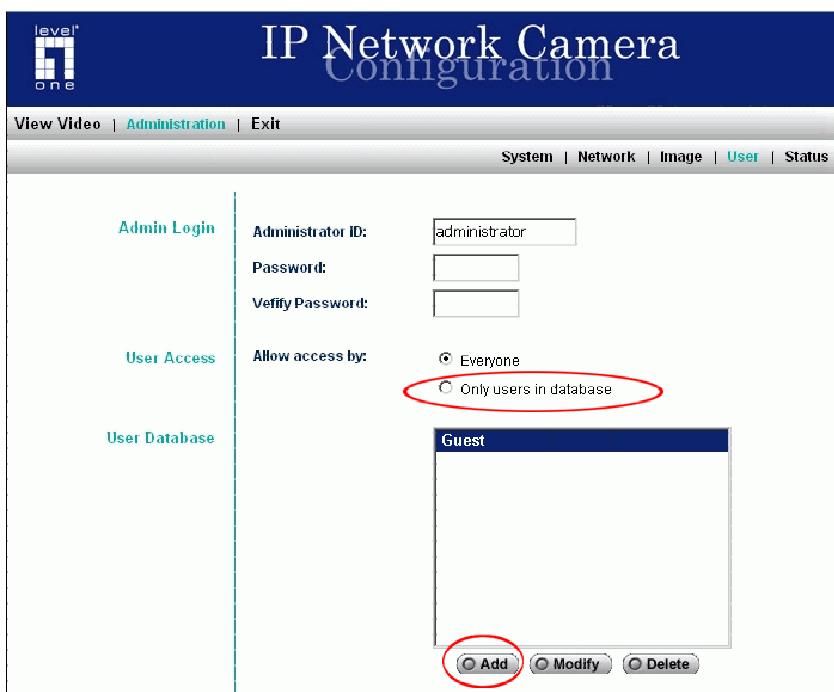 level
one
IP Network Camera
Configuration
View Video | Administration | Exit
System | Network | Image | User | Status
Admin Login
Administrator ID: administrator
Password:
Vefify Password:
User Access
Allow access by:
Everyone
Only users in database
User Database
Guest
Add
Modify
Delete